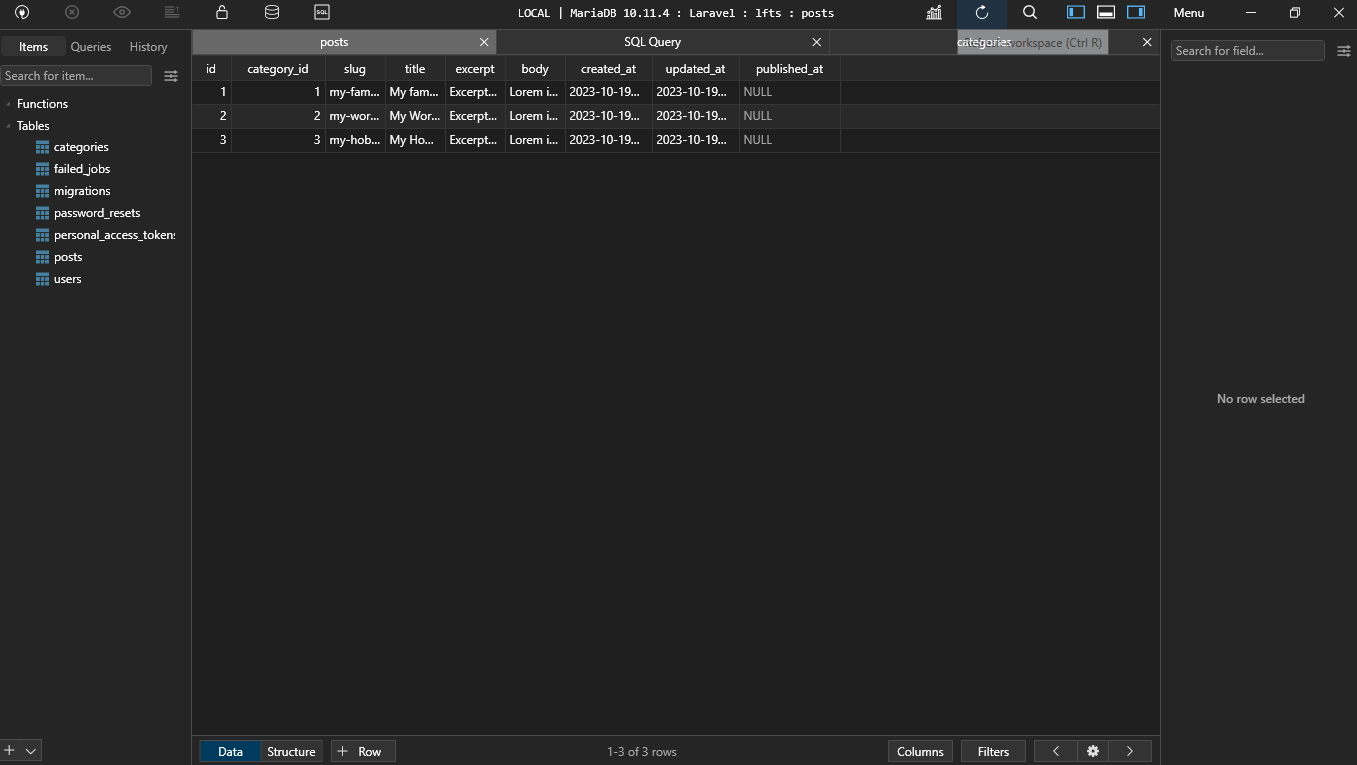 SQL LOCAL | MariaDB 10.11.4 : Laravel : lfts : posts Menu
Items Queries History
posts SQL Query categories workspace (Ctrl R)
Search for item...
Search for field...
id category_id slug title excerpt body created_at updated_at published_at
1 1 my-fam... My fam... Excerpt... Lorem i... 2023-10-19... 2023-10-19... NULL
2 2 my-wor... My Wor... Excerpt... Lorem i... 2023-10-19... 2023-10-19... NULL
3 3 my-hob... My Ho... Excerpt... Lorem i... 2023-10-19... 2023-10-19... NULL
Functions
Tables
categories
failed_jobs
migrations
password_resets
personal_access_token
posts
users
No row selected
Data Structure + Row 1-3 of 3 rows Columns Filters